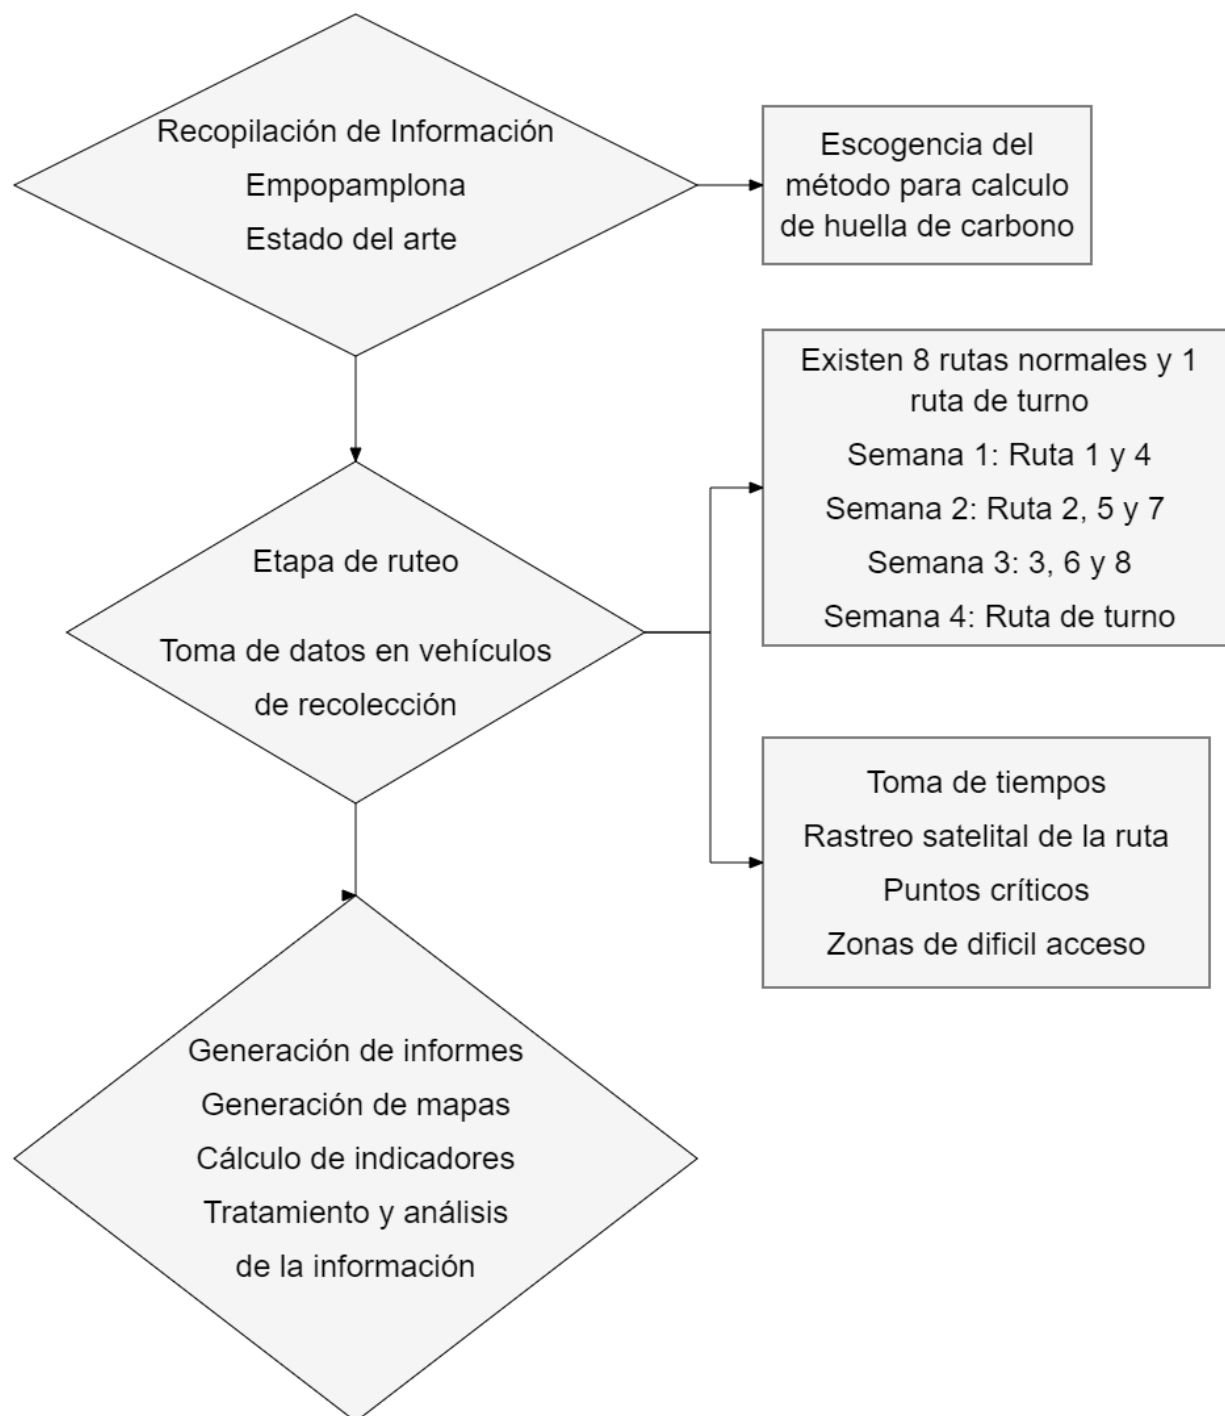 Recopilación de Información
Empopamplona
Estado del arte
Escogencia del
método para calculo
de huella de carbono
Existen 8 rutas normales y 1
ruta de turno
Semana 1: Ruta 1 y 4
Semana 2: Ruta 2, 5 y 7
Semana 3: 3, 6 y 8
Semana 4: Ruta de turno
Etapa de ruteo
Toma de datos en vehículos
de recolección
Toma de tiempos
Rastreo satelital de la ruta
Puntos críticos
Zonas de dificil acceso
Generación de informes
Generación de mapas
Cálculo de indicadores
Tratamiento y análisis
de la información